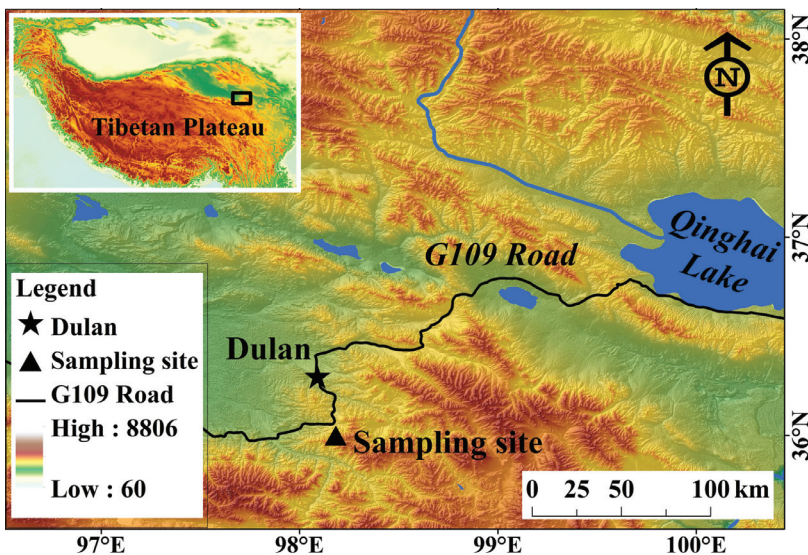 Tibetan Plateau
N
38°N
37°N
36°N
Qinghai
Lake
G109 Road
Legend
Dulan
Sampling site
G109 Road
High : 8806
Low : 60
Dulan
Sampling site
0 25 50 100 km
97°E 98°E 99°E 100°E